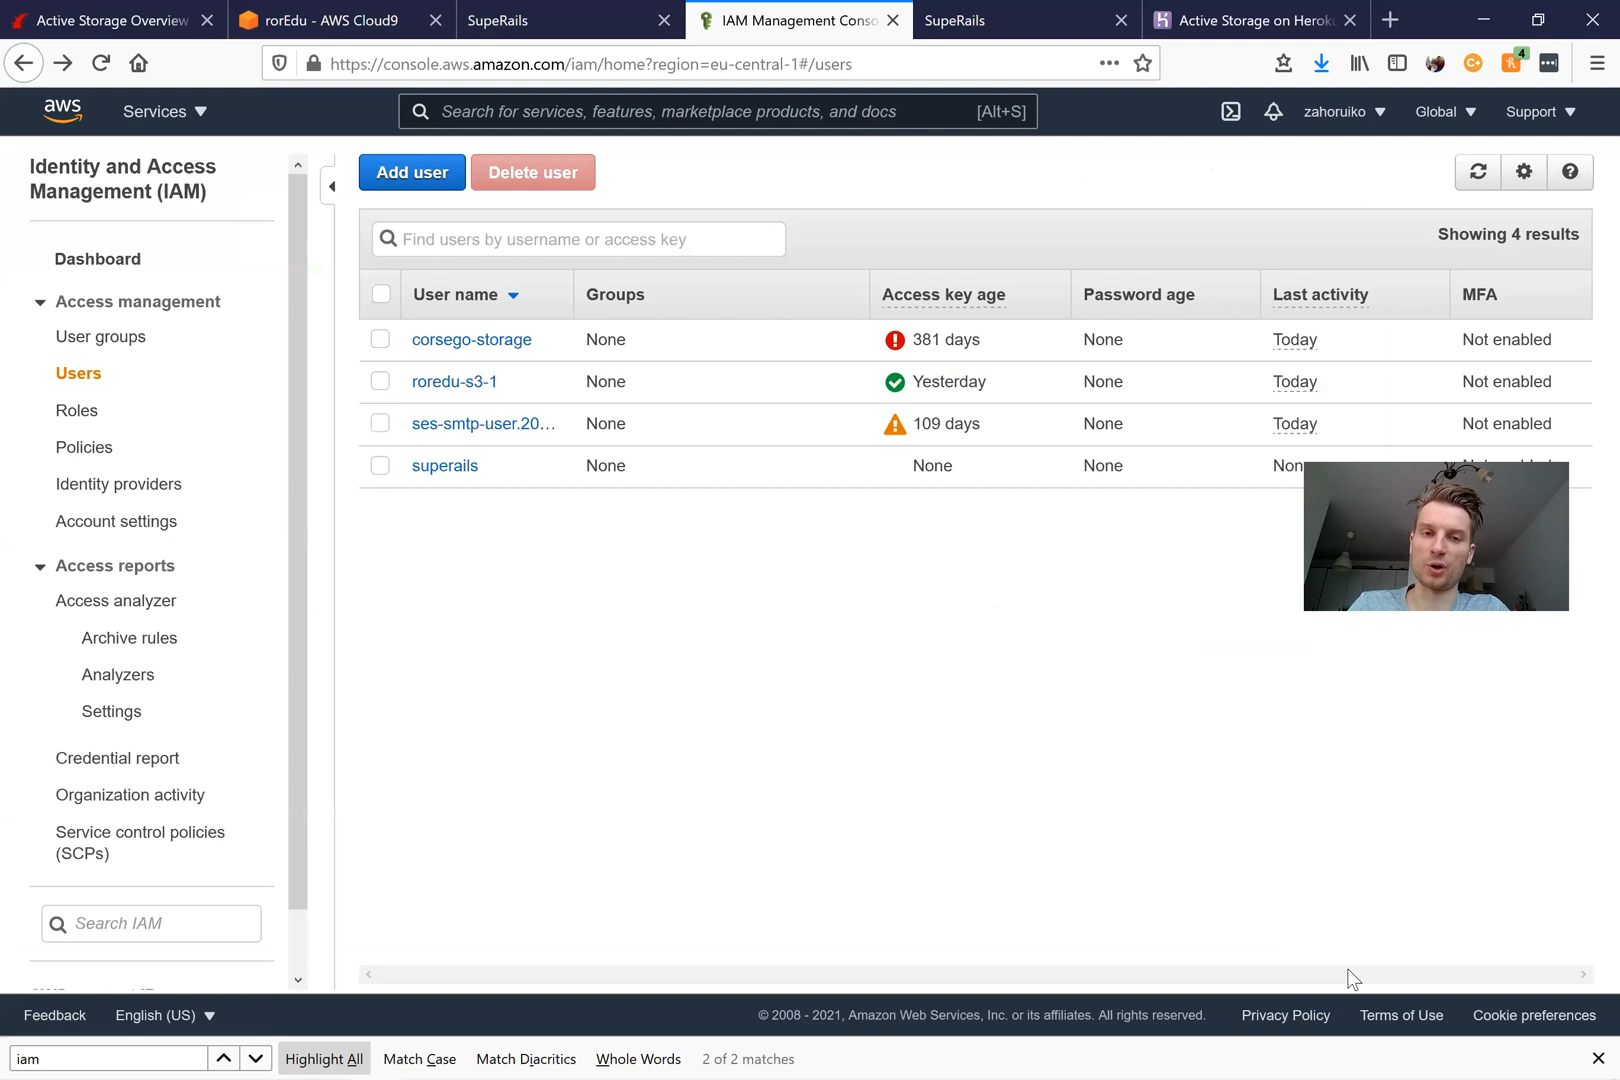 Active Storage Overview
rorEdu - AWS Cloud9
SupeRails
IAM Management Conso
SupeRails
Active Storage on Heroku
https://console.aws.amazon.com/iam/home?region=eu-central-1#/users
4
aws
Services
Search for services, features, marketplace products, and docs
[Alt+S]
zahoruiko
Global
Support
Identity and Access
Management (IAM)
Dashboard
Access management
User groups
Users
Roles
Policies
Identity providers
Account settings
Access reports
Access analyzer
Archive rules
Analyzers
Settings
Credential report
Organization activity
Service control policies
(SCPs)
Search IAM
Add user
Delete user
Find users by username or access key
Showing 4 results
User name Groups Access key age Password age Last activity MFA
corsego-storage None 381 days None Today Not enabled
roredu-s3-1 None Yesterday None Today Not enabled
ses-smtp-user.20... None 109 days None Today Not enabled
superails None None None Non
Feedback
English (US)
© 2008 - 2021, Amazon Web Services, Inc. or its affiliates. All rights reserved.
Privacy Policy
Terms of Use
Cookie preferences
iam
Highlight All
Match Case
Match Diacritics
Whole Words
2 of 2 matches